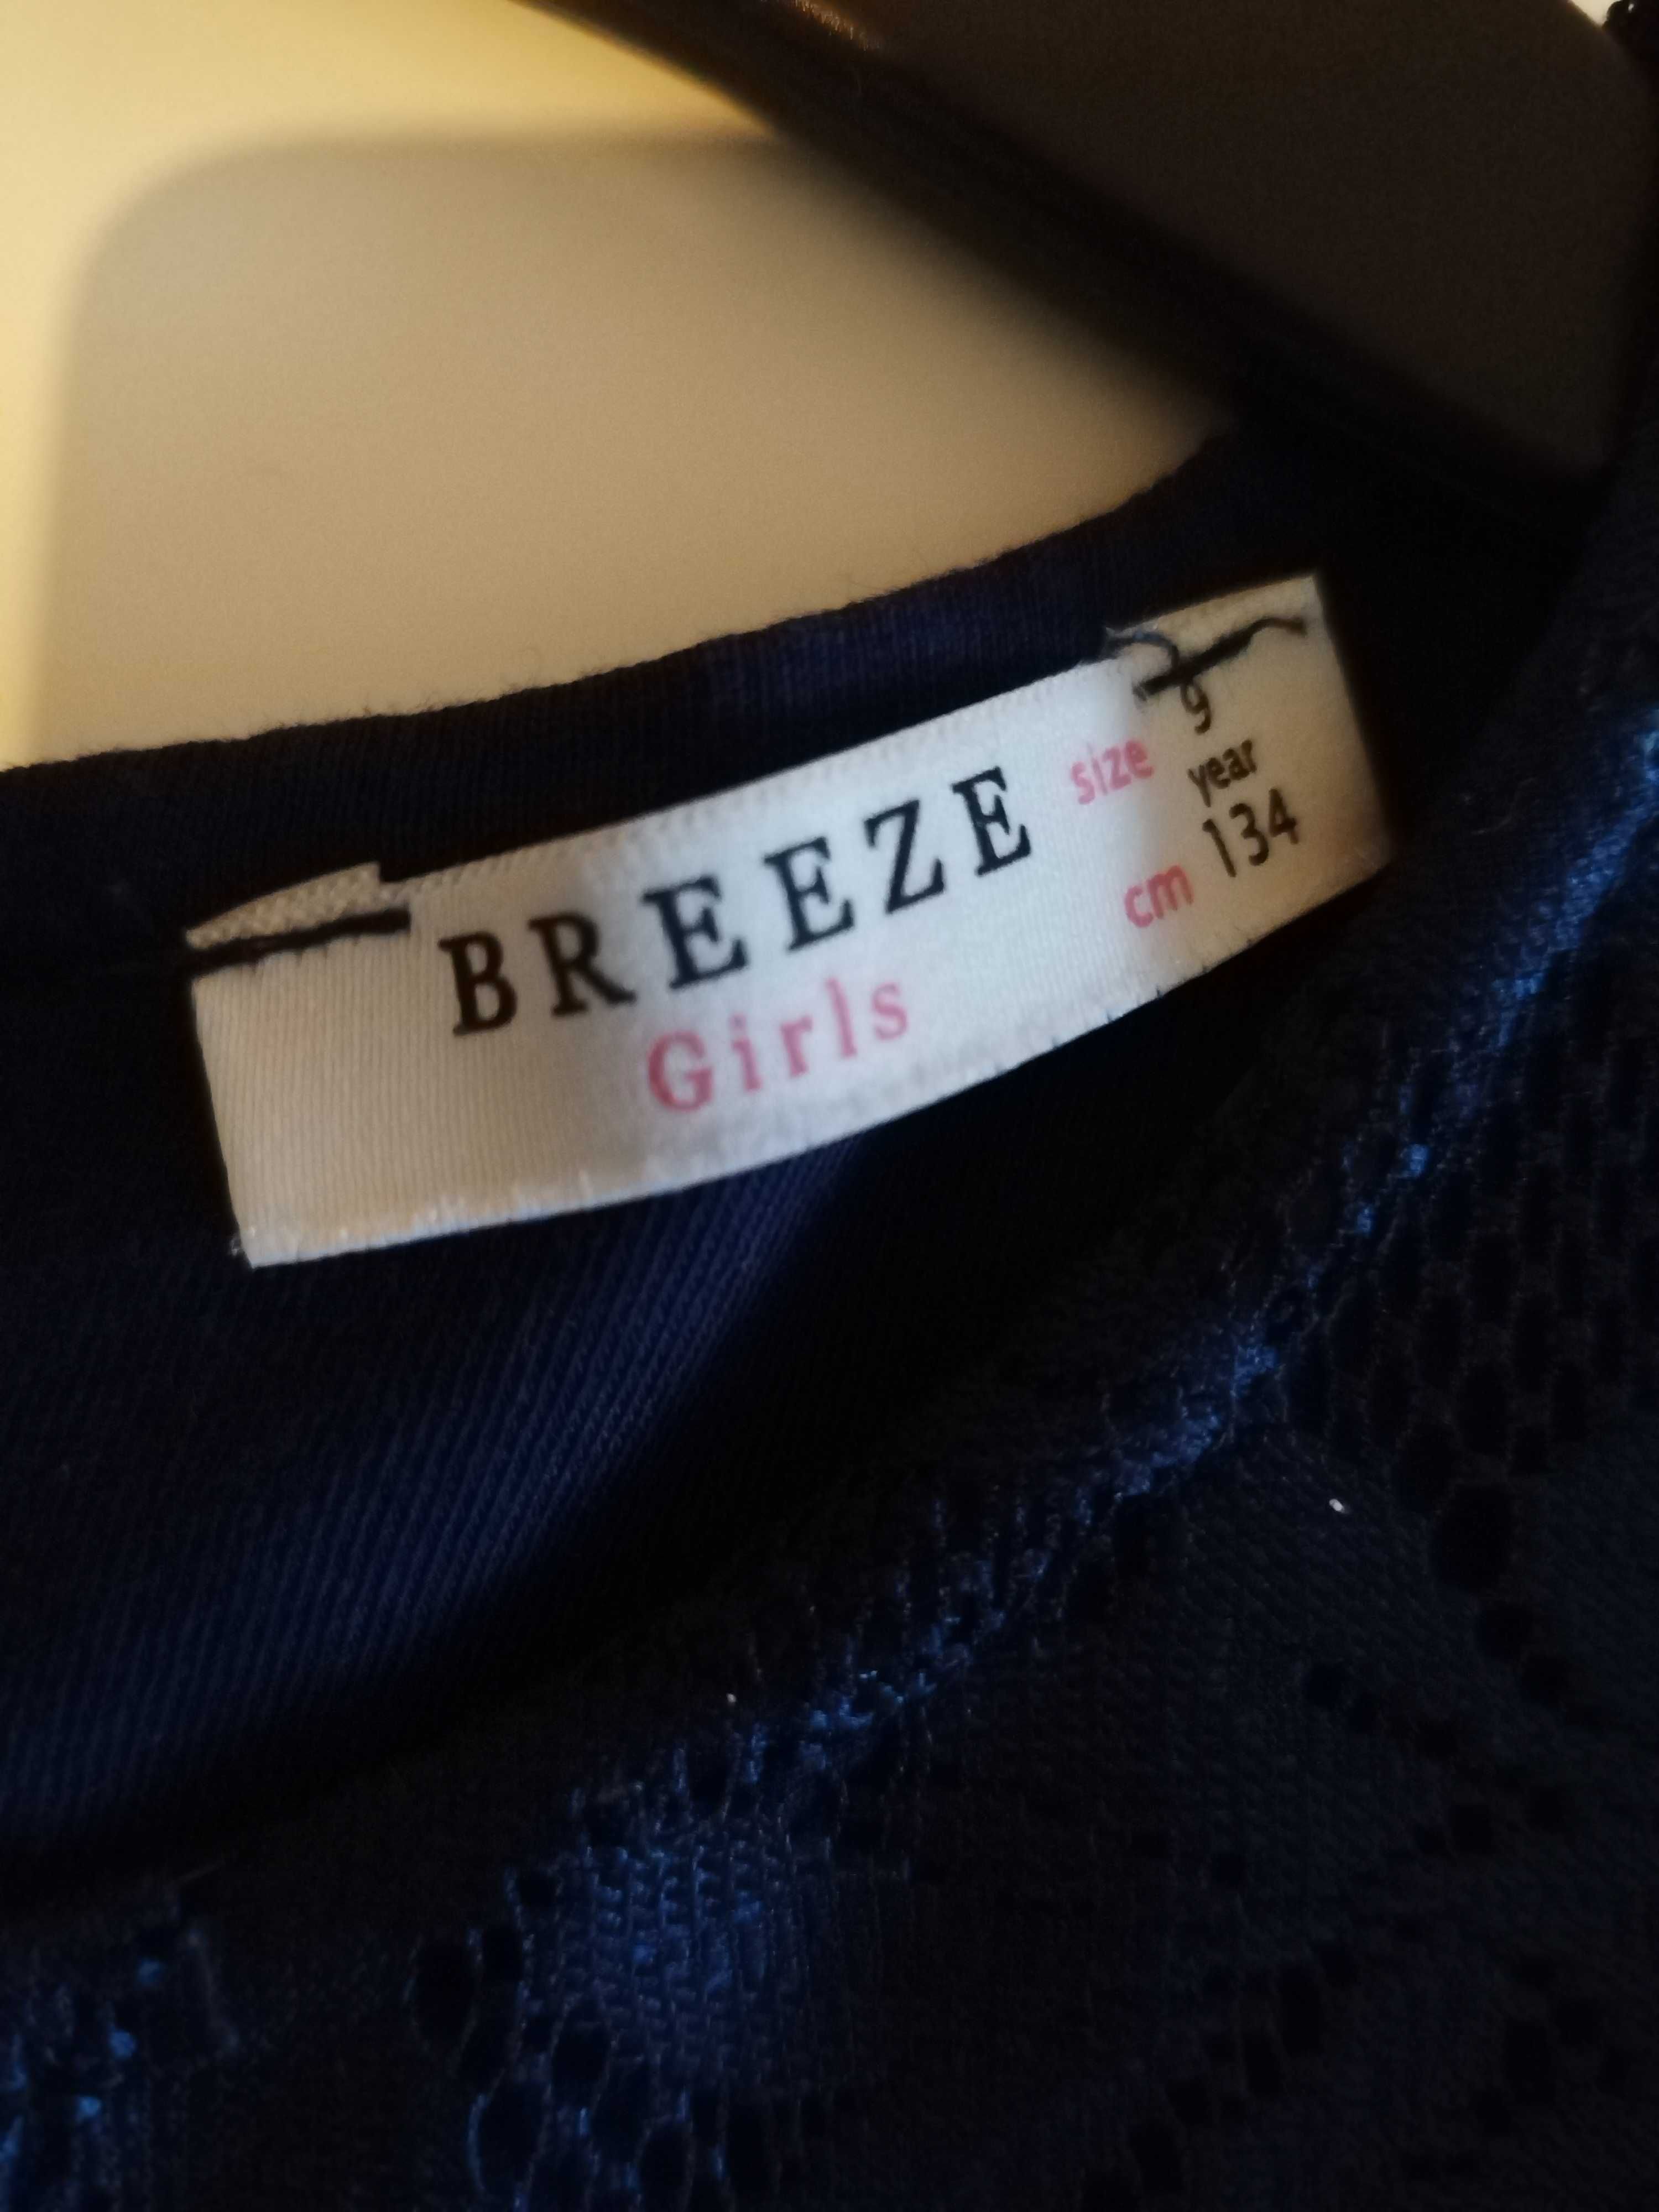 BREEZE
Girls
size 9
year
cm 134